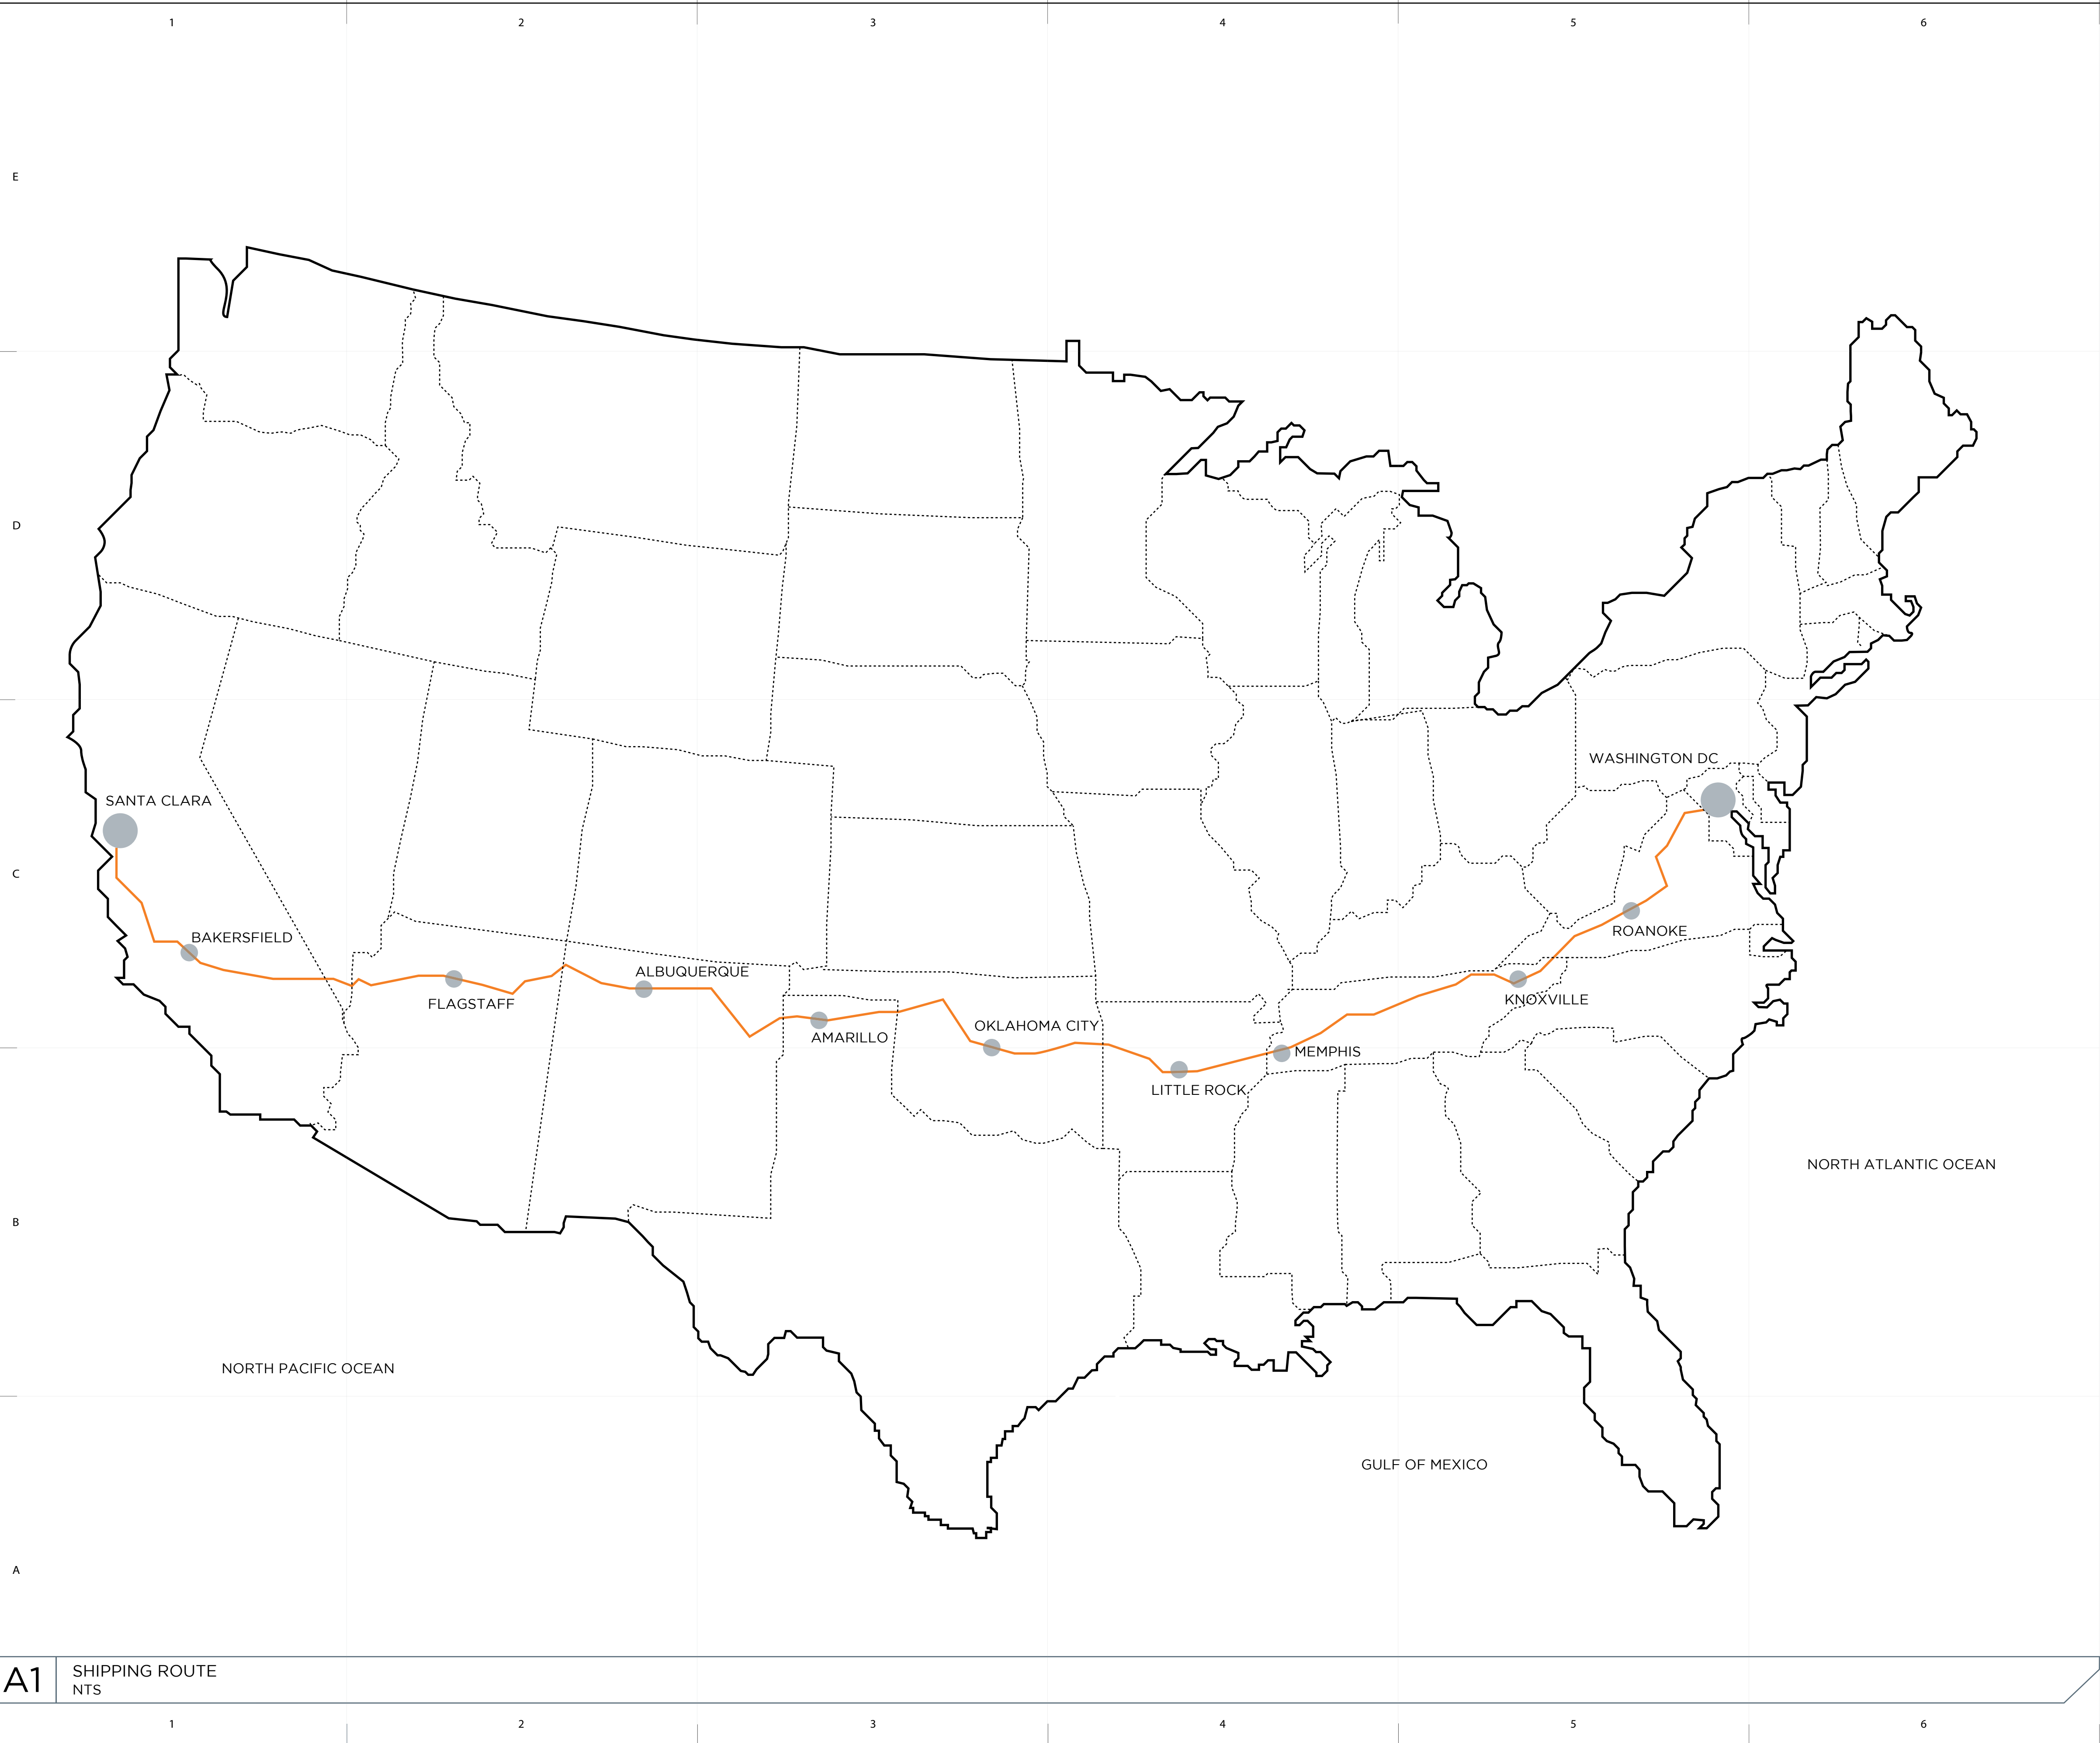 1 2 3 4 5 6
E
D
WASHINGTON DC
SANTA CLARA
C
ROANOKE
BAKERSFIELD
ALBUQUERQUE
FLAGSTAFF
KNOXVILLE
OKLAHOMA CITY
AMARILLO
MEMPHIS
LITTLE ROCK
NORTH ATLANTIC OCEAN
B
NORTH PACIFIC OCEAN
GULF OF MEXICO
A
A1
SHIPPING ROUTE
NTS
1 2 3 4 5 6